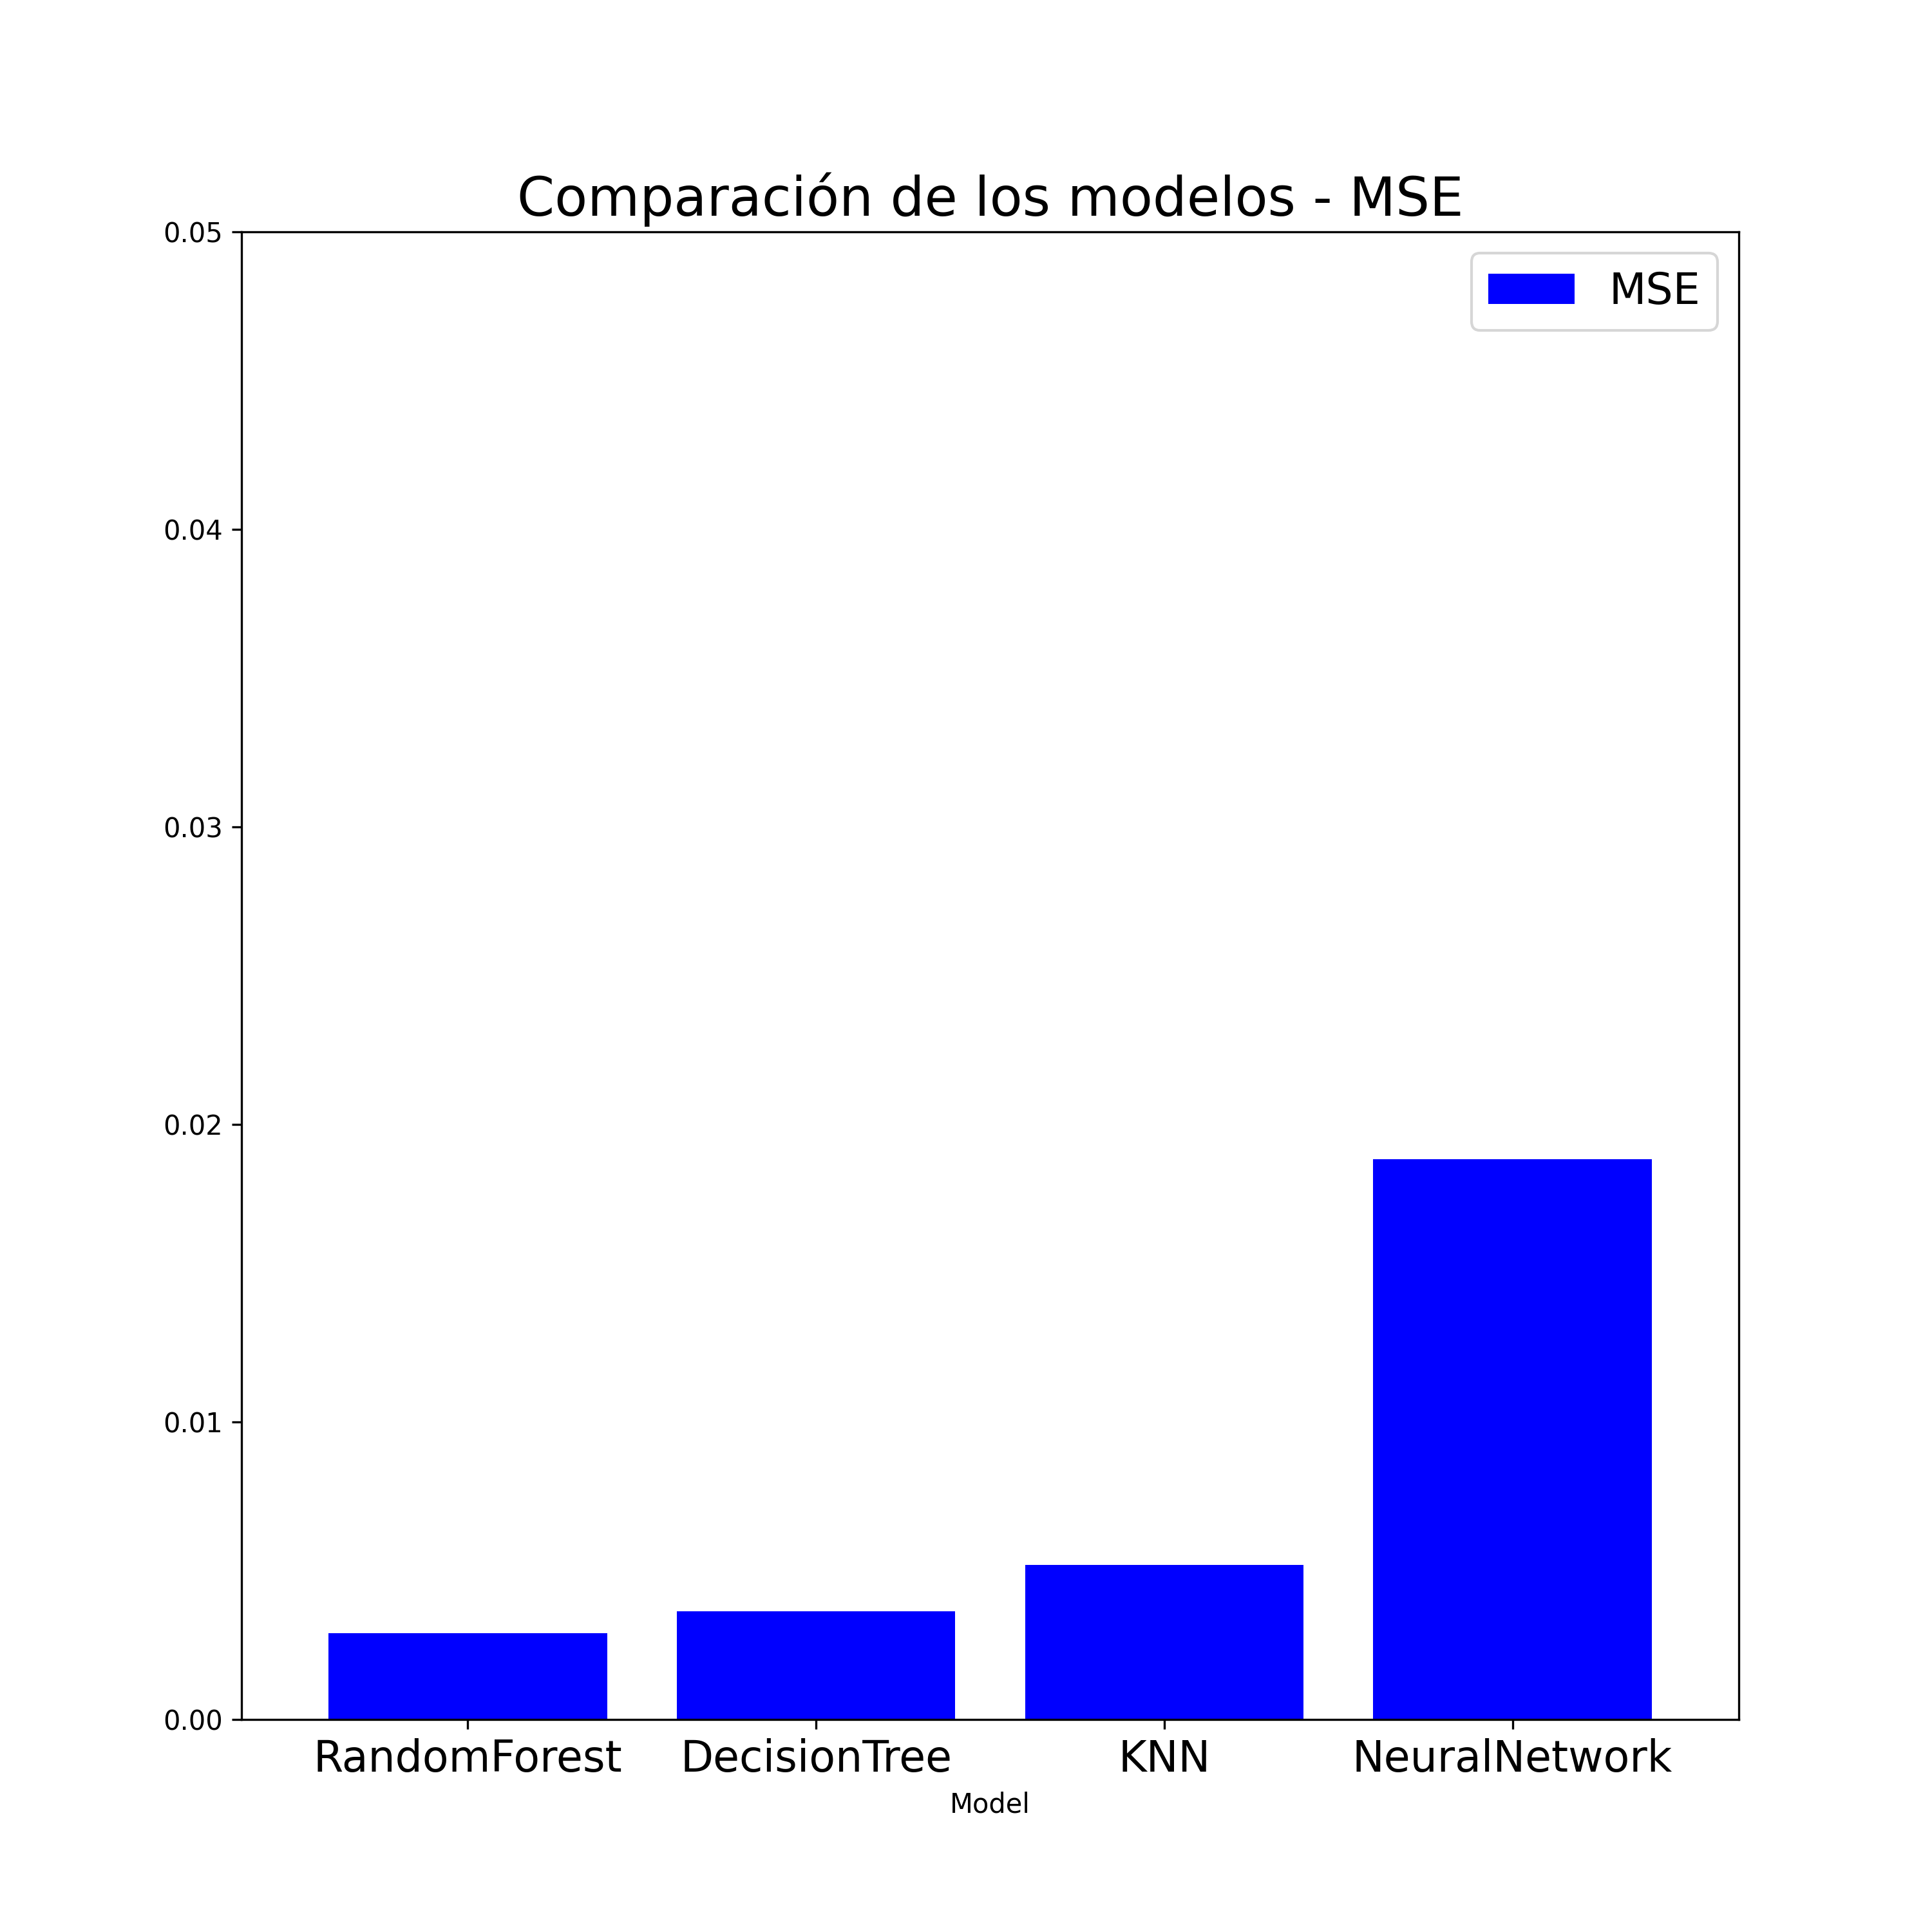 Comparación de los modelos - MSE
MSE
0.05
0.04
0.03
0.02
0.01
0.00
RandomForest DecisionTree KNN NeuralNetwork
Model